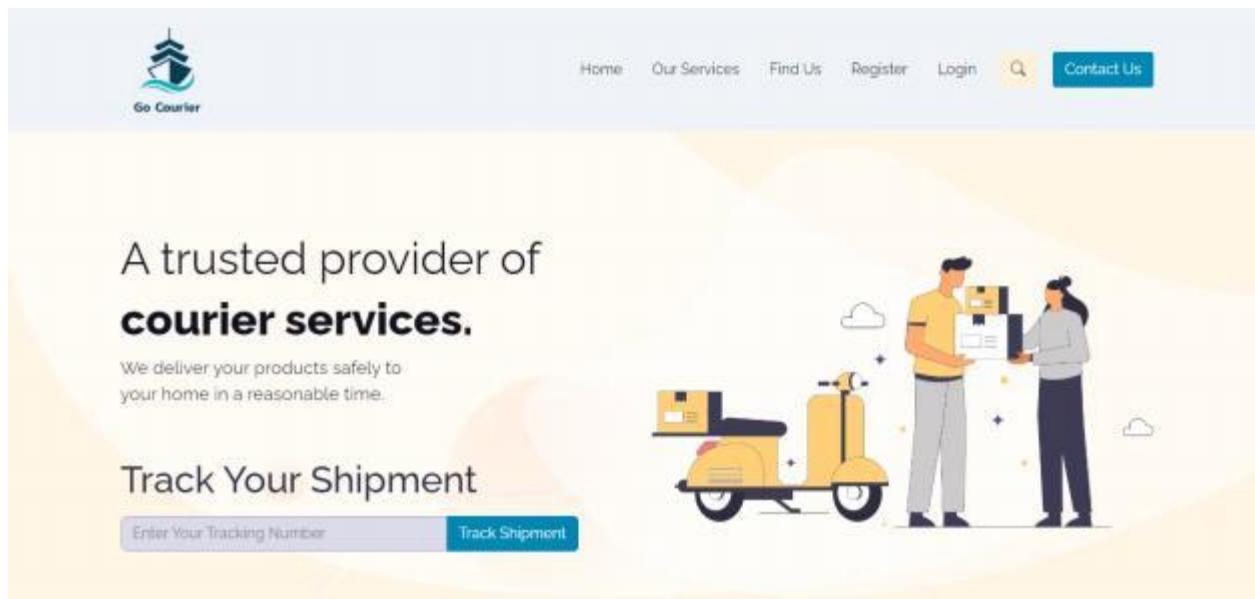 Go Courier
Home Our Services Find Us Register Login Contact Us
A trusted provider of
courier services.
We deliver your products safely to
your home in a reasonable time.
Track Your Shipment
Enter Your Tracking Number Track Shipment